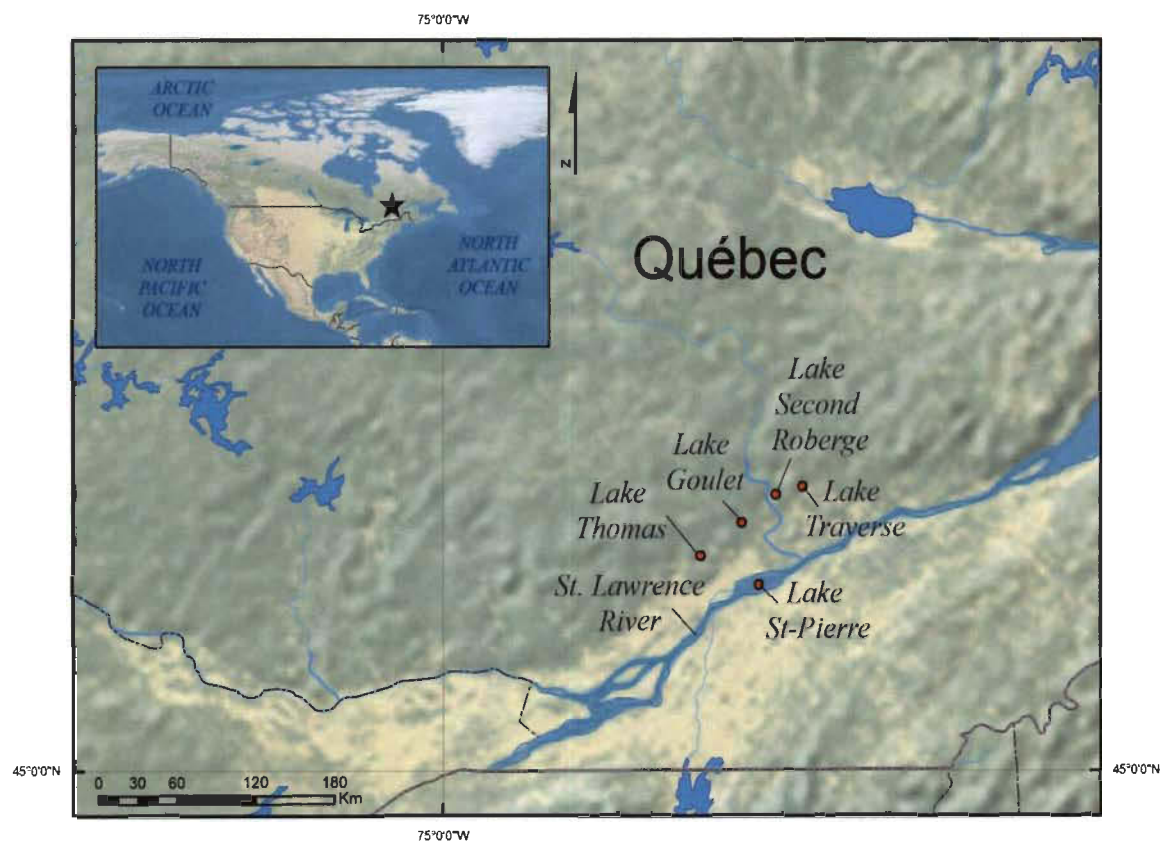 75°0'0"W
ARCTIC
OCEAN
NORTH
PACIFIC
OCEAN
NORTH
ATLANTIC
OCEAN
N
Québec
Lake
Second
Roberge
Lake
Goulet
Lake
Traverse
Lake
Thomas
St. Lawrence
River
Lake
St-Pierre
45°0'0"N
45°0'0"N
0 30 60 120 180
Km
75°0'0"W